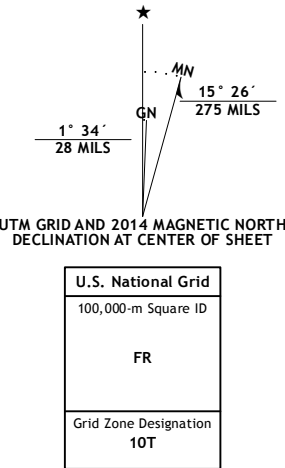 ★
MN
15° 26´
275 MILS
GN
1° 34´
28 MILS
UTM GRID AND 2014 MAGNETIC NORTH
DECLINATION AT CENTER OF SHEET
U.S. National Grid
100,000-m Square ID
FR
Grid Zone Designation
10T